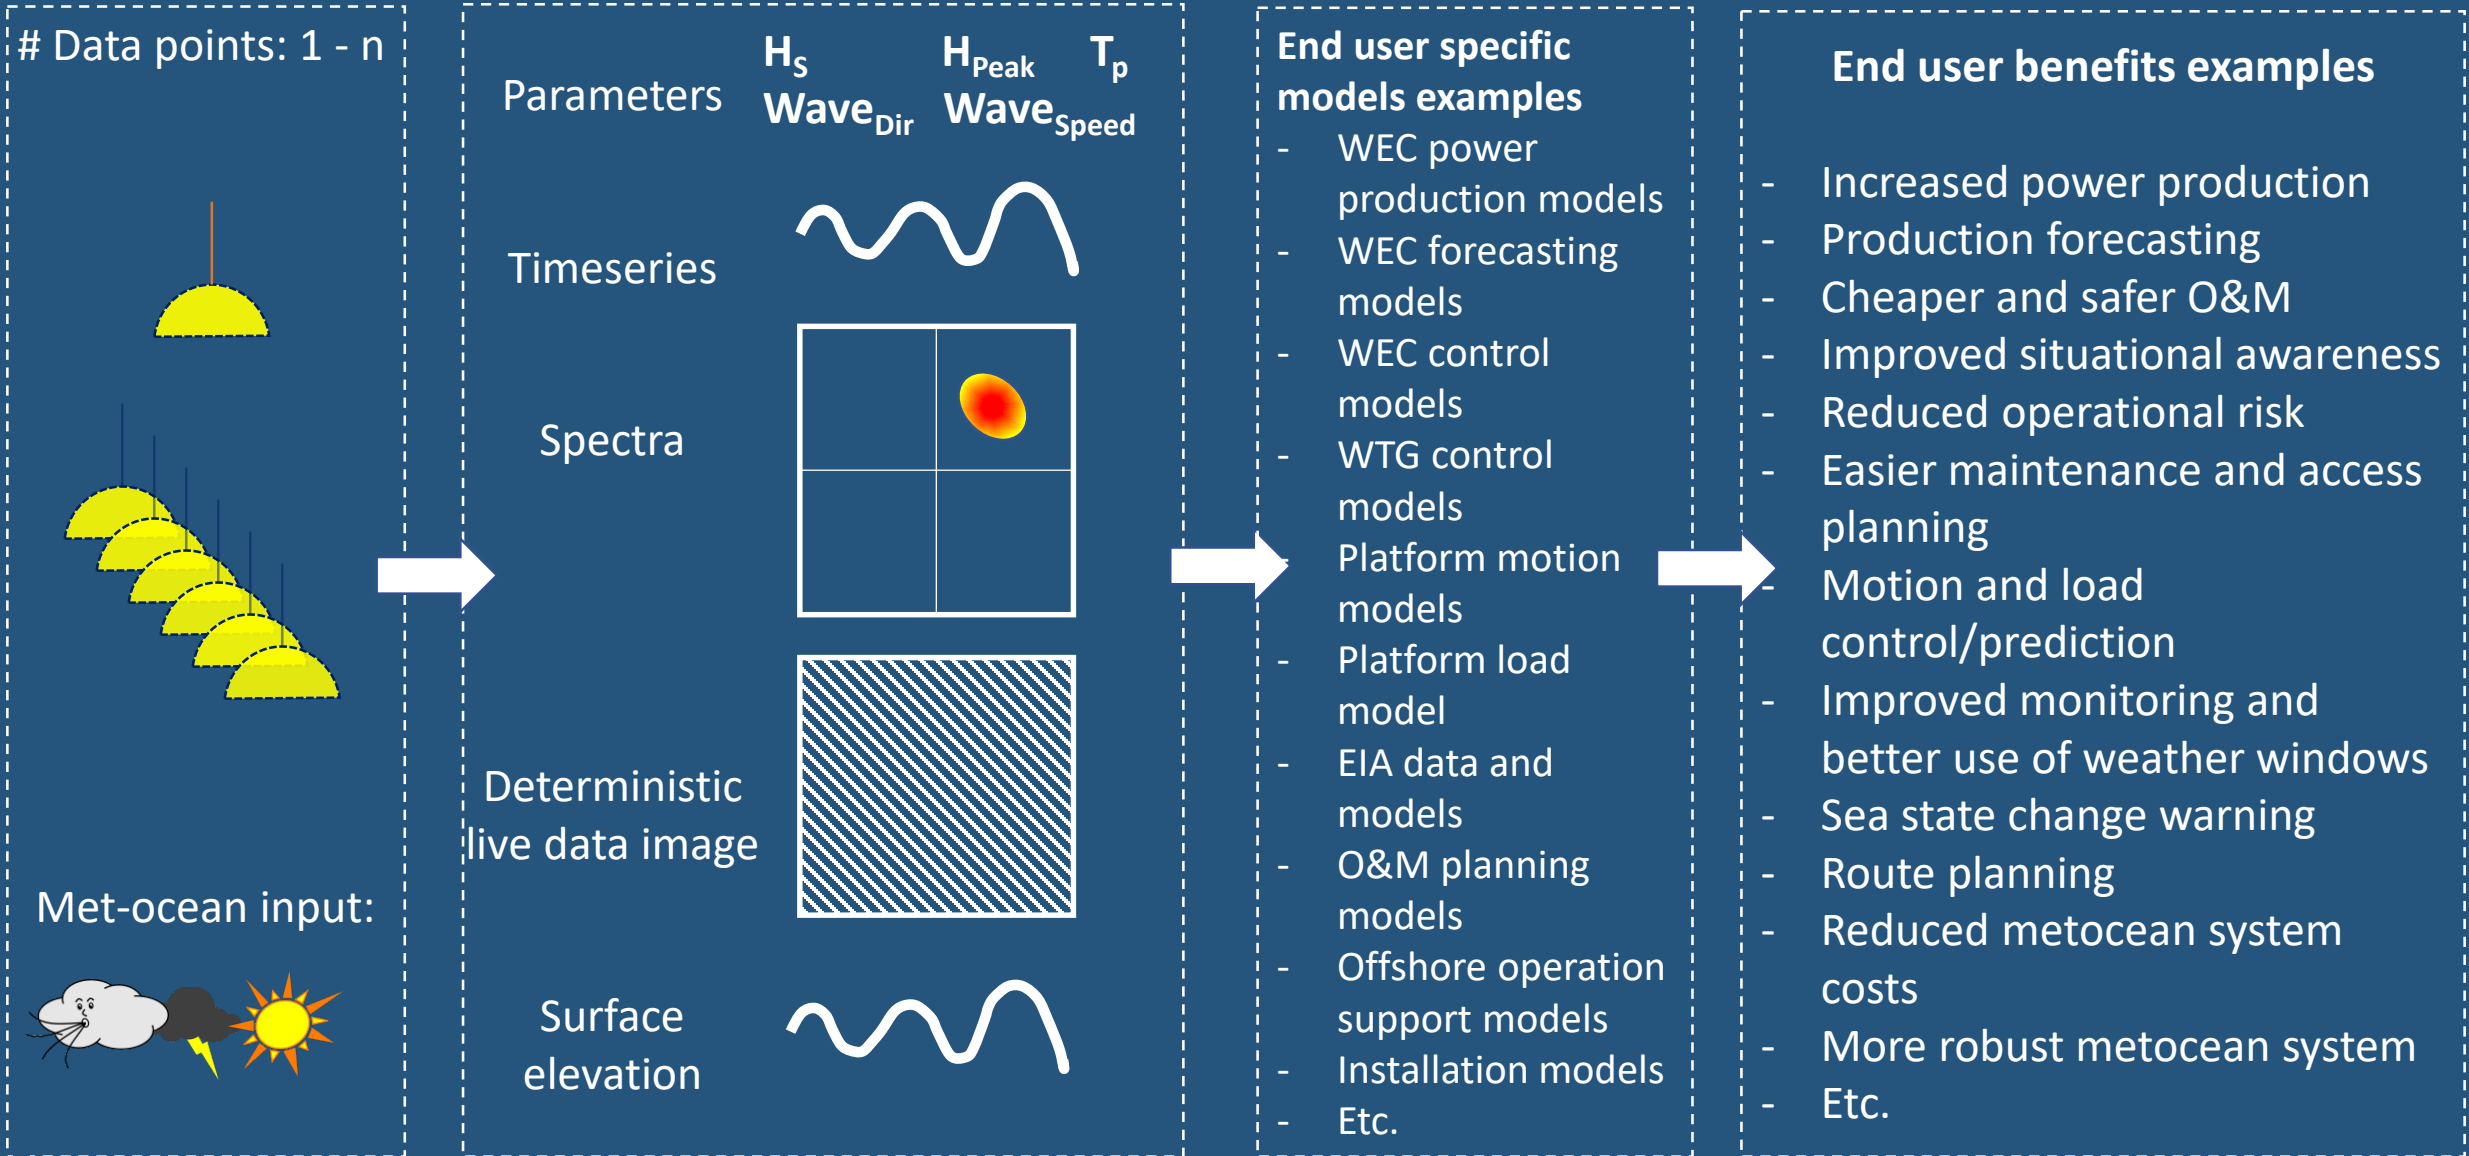 # Data points: 1 - n
Met-ocean input:
Parameters
H_S H_Peak T_p
Wave_Dir Wave_Speed
Timeseries
Spectra
Deterministic
live data image
Surface
elevation
End user specific
models examples
- WEC power
production models
- WEC forecasting
models
- WEC control
models
- WTG control
models
- Platform motion
models
- Platform load
model
- EIA data and
models
- O&M planning
models
- Offshore operation
support models
- Installation models
- Etc.
End user benefits examples
- Increased power production
- Production forecasting
- Cheaper and safer O&M
- Improved situational awareness
- Reduced operational risk
- Easier maintenance and access
planning
- Motion and load
control/prediction
- Improved monitoring and
better use of weather windows
- Sea state change warning
- Route planning
- Reduced metocean system
costs
- More robust metocean system
- Etc.